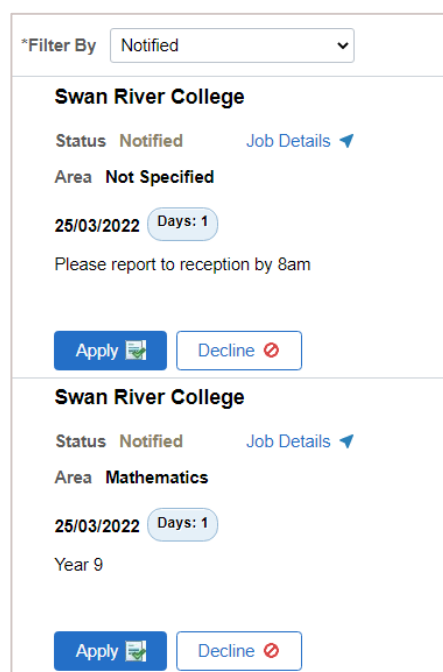 *Filter By Notified
Swan River College
Status Notified Job Details
Area Not Specified
25/03/2022 Days: 1
Please report to reception by 8am
Apply Decline
Swan River College
Status Notified Job Details
Area Mathematics
25/03/2022 Days: 1
Year 9
Apply Decline